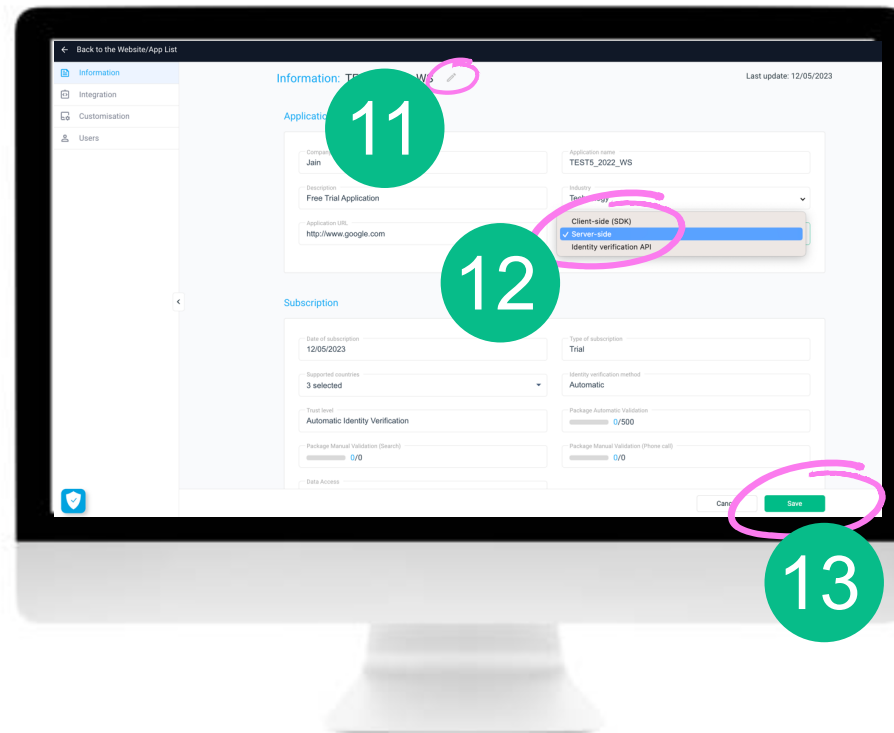 ← Back to the Website/App List
Information
Integration
Customisation
Users
Information: WS
Last update: 12/05/2023
11
Jain
Application name
TEST5_2022_WS
Description
Free Trial Application
Industry
Application URL
http://www.google.com
Client-side (SDK)
✓ Server-side
Identity verification API
12
Subscription
Date of subscription
12/05/2023
Type of subscription
Trial
Supported countries
3 selected
Identity verification method
Automatic
Trust level
Automatic Identity Verification
Package Automatic Validation
0/500
Package Manual Validation (Search)
0/0
Package Manual Validation (Phone call)
0/0
Data Access
Save
13